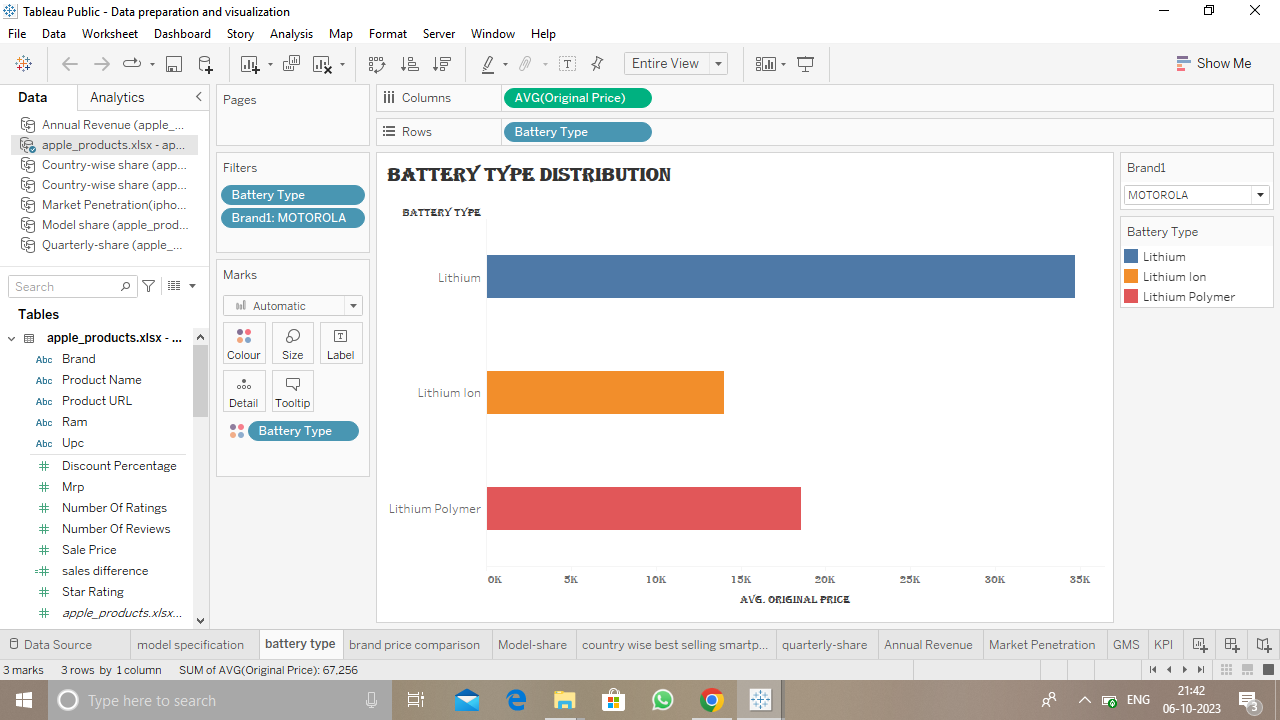 Tableau Public - Data preparation and visualization
File Data Worksheet Dashboard Story Analysis Map Format Server Window Help
Entire View
Show Me
Data Analytics
Annual Revenue (apple_...
apple_products.xlsx - ap...
Country-wise share (app...
Country-wise share (app...
Market Penetration(ipho...
Model share (apple_prod...
Quarterly-share (apple_...
Search
Tables
apple_products.xlsx - ...
Abc Brand
Abc Product Name
Abc Product URL
Abc Ram
Abc Upc
Discount Percentage
Mrp
Number Of Ratings
Number Of Reviews
Sale Price
sales difference
Star Rating
apple_products.xlsx...
Pages
Filters
Battery Type
Brand1: MOTOROLA
Marks
Automatic
Colour Size Label
Detail Tooltip
Battery Type
Columns AVG(Original Price)
Rows Battery Type
BATTERY TYPE DISTRIBUTION
BATTERY TYPE
Lithium
Lithium Ion
Lithium Polymer
0K 5K 10K 15K 20K 25K 30K 35K
AVG. ORIGINAL PRICE
Brand1
MOTOROLA
Battery Type
Lithium
Lithium Ion
Lithium Polymer
Data Source model specification battery type brand price comparison Model-share country wise best selling smartp... quarterly-share Annual Revenue Market Penetration GMS KPI
3 marks 3 rows by 1 column SUM of AVG(Original Price): 67,256
Type here to search
ENG
21:42
06-10-2023
3